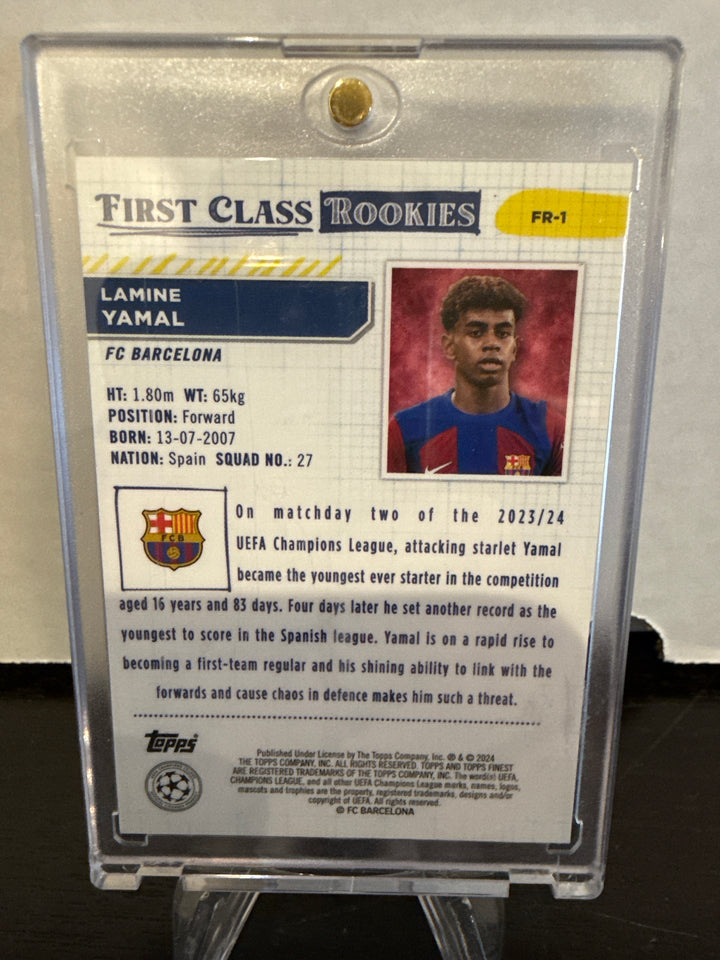 FIRST CLASS ROOKIES
FR-1
LAMINE
YAMAL
FC BARCELONA
HT: 1.80m WT: 65kg
POSITION: Forward
BORN: 13-07-2007
NATION: Spain SQUAD NO.: 27
FCB
On matchday two of the 2023/24
UEFA Champions League, attacking starlet Yamal
became the youngest ever starter in the competition
aged 16 years and 83 days. Four days later he set another record as the
youngest to score in the Spanish league. Yamal is on a rapid rise to
becoming a first-team regular and his shining ability to link with the
forwards and cause chaos in defence makes him such a threat.
Topps
Published Under License by The Topps Company, Inc. ® & © 2024
THE TOPPS COMPANY, INC. ALL RIGHTS RESERVED. TOPPS AND TOPPS FINEST
ARE REGISTERED TRADEMARKS OF THE TOPPS COMPANY, INC. The word(s) UEFA,
CHAMPIONS LEAGUE, and all other UEFA Champions League marks, names, logos,
mascots and trophies are the property, registered trademarks, designs and/or
copyright of UEFA. All rights reserved.
© FC BARCELONA